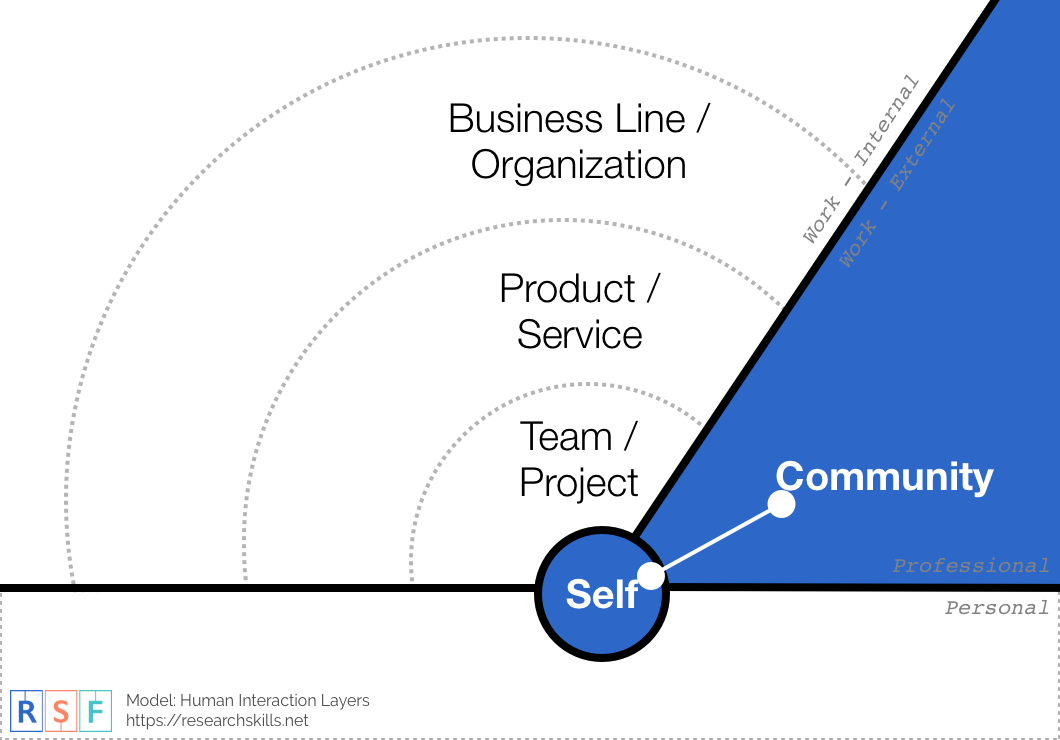 Business Line /
Organization
Work - Internal
Work - External
Product /
Service
Team /
Project
Community
Self
Professional
Personal
R S F
Model: Human Interaction Layers
https://researchskills.net